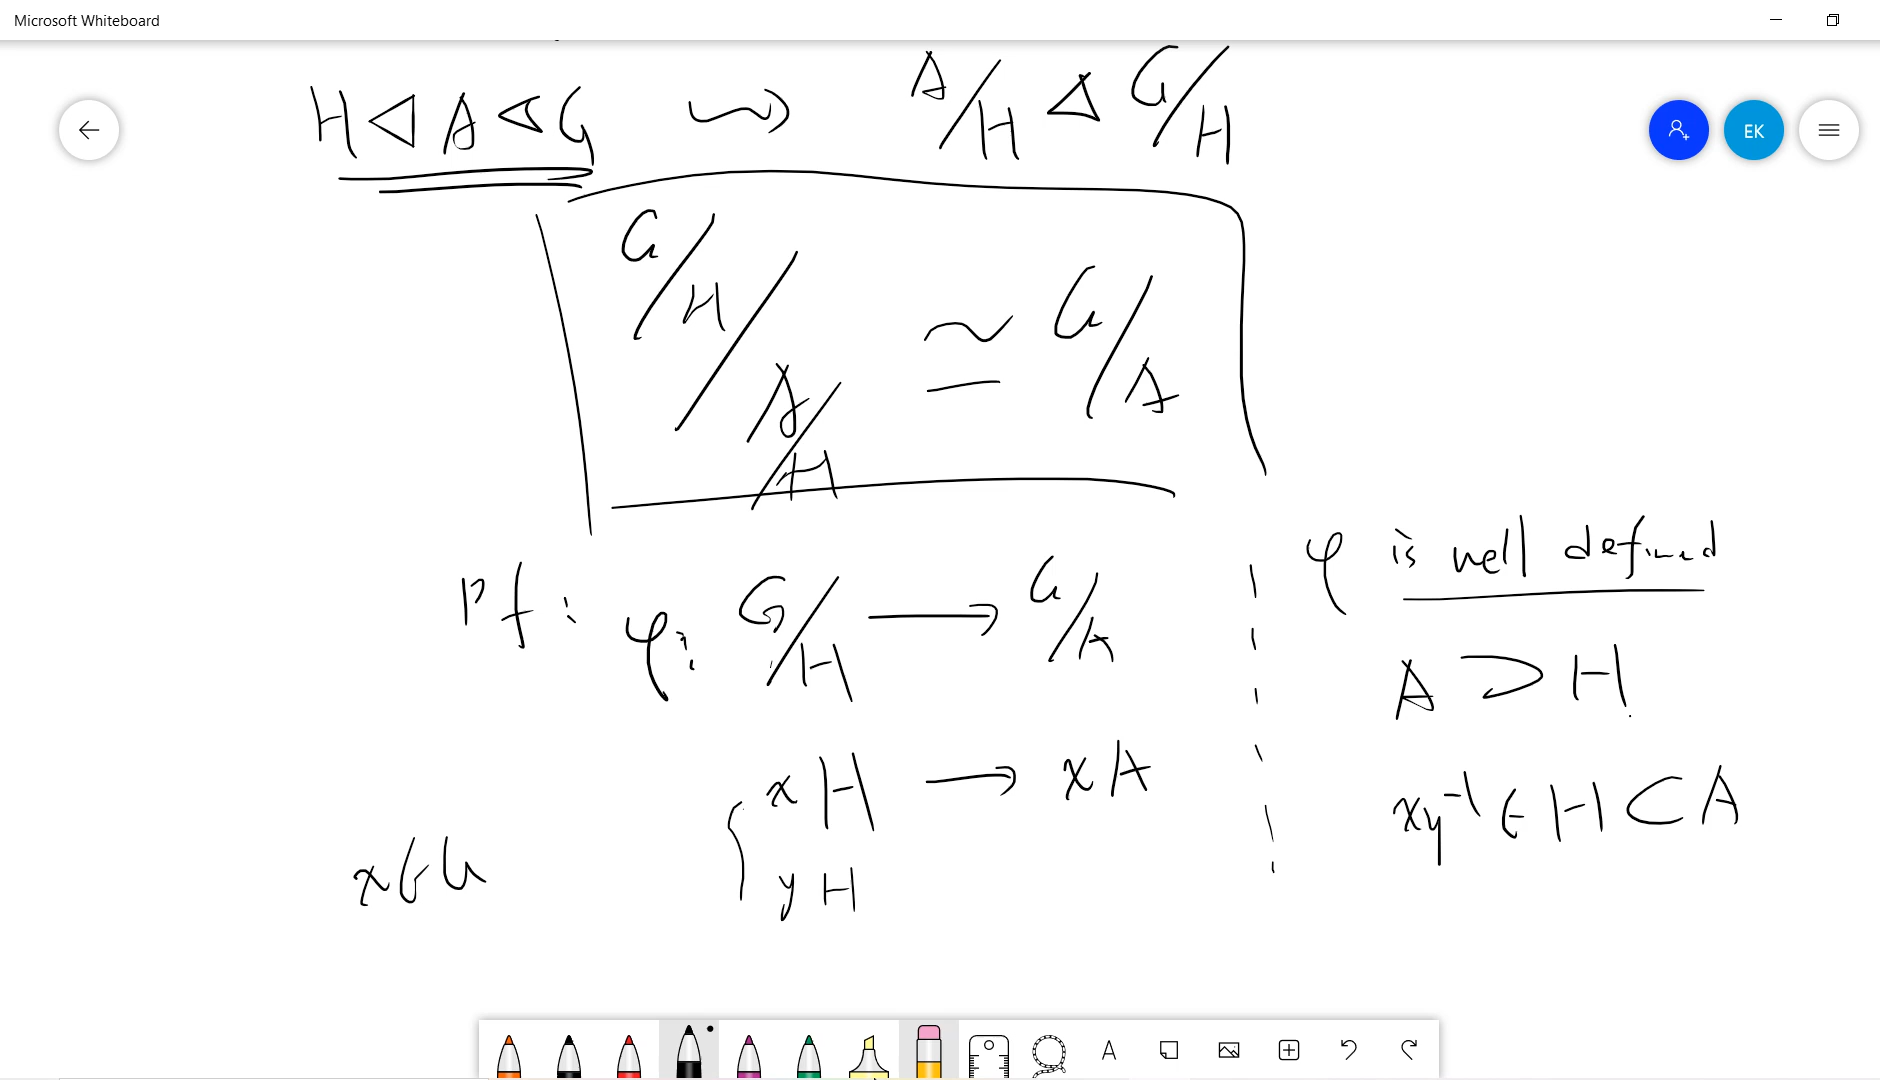 Microsoft Whiteboard
H ◁ A ◁ G ⇝ A/H ◁ G/H
EK
G/H / A/H ≃ G/A
Pf: φ: G/H → G/A
xH → xA
x ∈ G
yH
φ is well defined
A ⊃ H
xy⁻¹ ∈ H ⊂ A
A